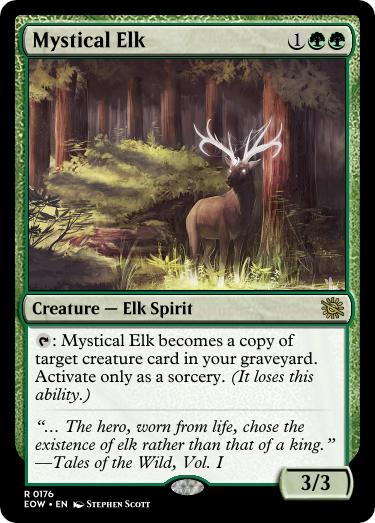 Mystical Elk 1
Creature — Elk Spirit
: Mystical Elk becomes a copy of
target creature card in your graveyard.
Activate only as a sorcery. (It loses this
ability.)
“... The hero, worn from life, chose the
existence of elk rather than that of a king.”
—Tales of the Wild, Vol. I
3/3
R 0176
EOW • EN Stephen Scott